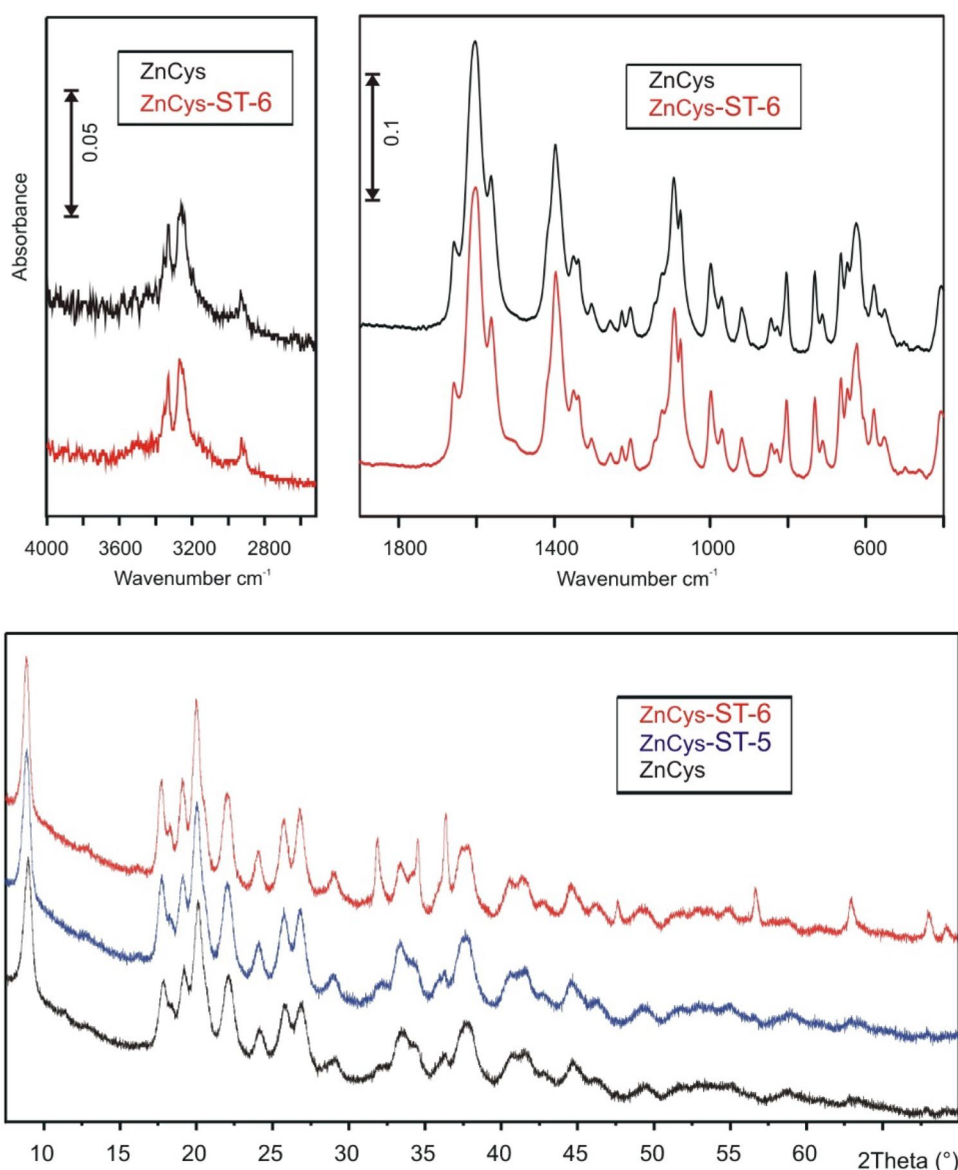 ZnCys
ZnCys-ST-6
0.05
Absorbance
4000 3600 3200 2800
Wavenumber cm⁻¹
ZnCys
ZnCys-ST-6
0.1
1800 1400 1000 600
Wavenumber cm⁻¹
ZnCys-ST-6
ZnCys-ST-5
ZnCys
10 15 20 25 30 35 40 45 50 55 60 65 2Theta (°)